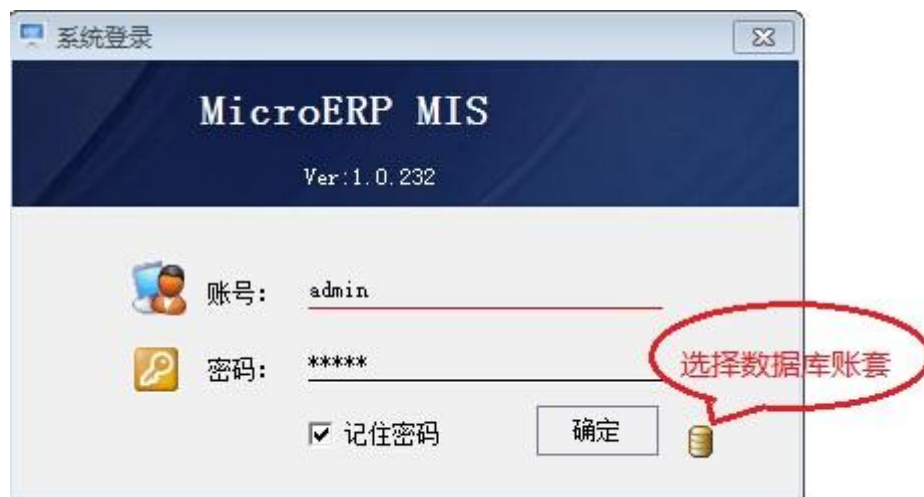 系统登录
MicroERP MIS
Ver:1.0.232
账号: admin
密码: *****
选择数据库账套
记住密码 确定